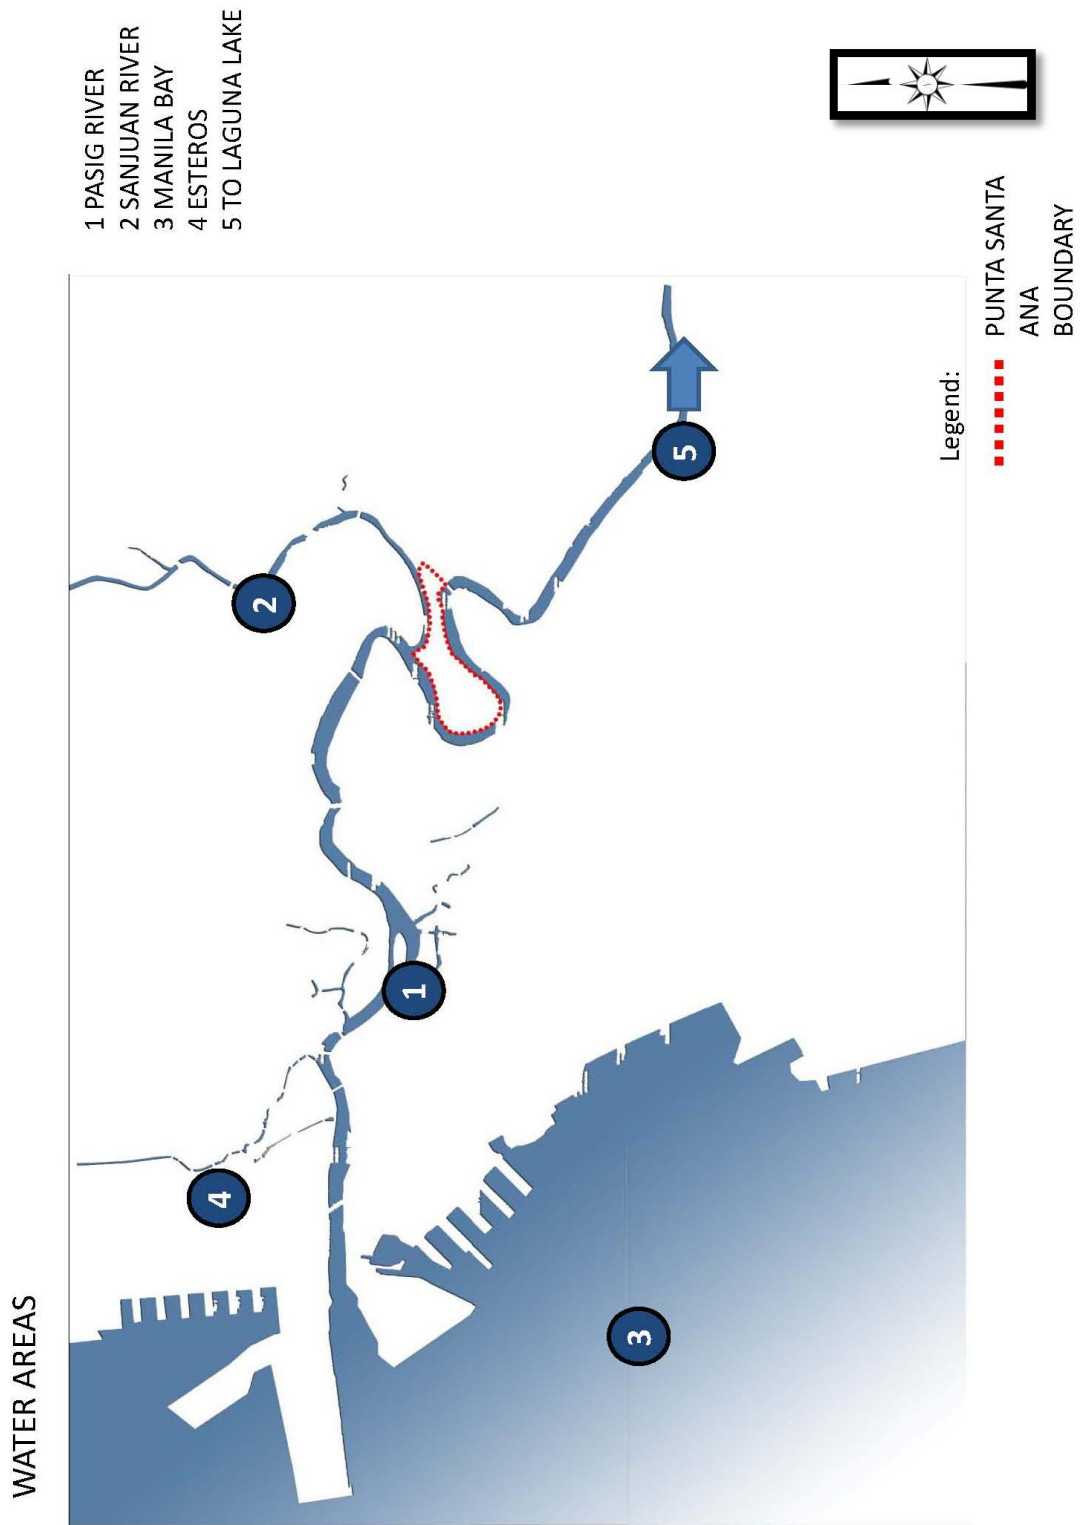 WATER AREAS
1 PASIG RIVER
2 SANJUAN RIVER
3 MANILA BAY
4 ESTEROS
5 TO LAGUNA LAKE
4
2
1
3
5
Legend:
PUNTA SANTA
ANA
BOUNDARY